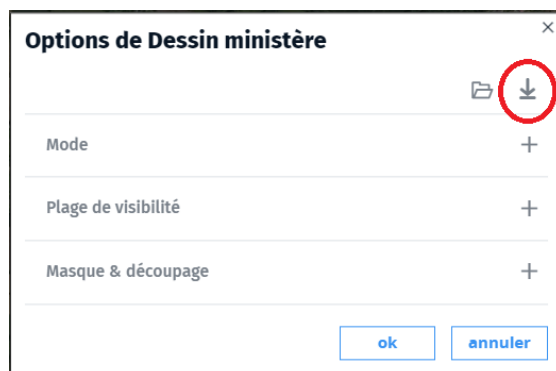 Options de Dessin ministère
Mode
Plage de visibilité
Masque & découpage
ok
annuler